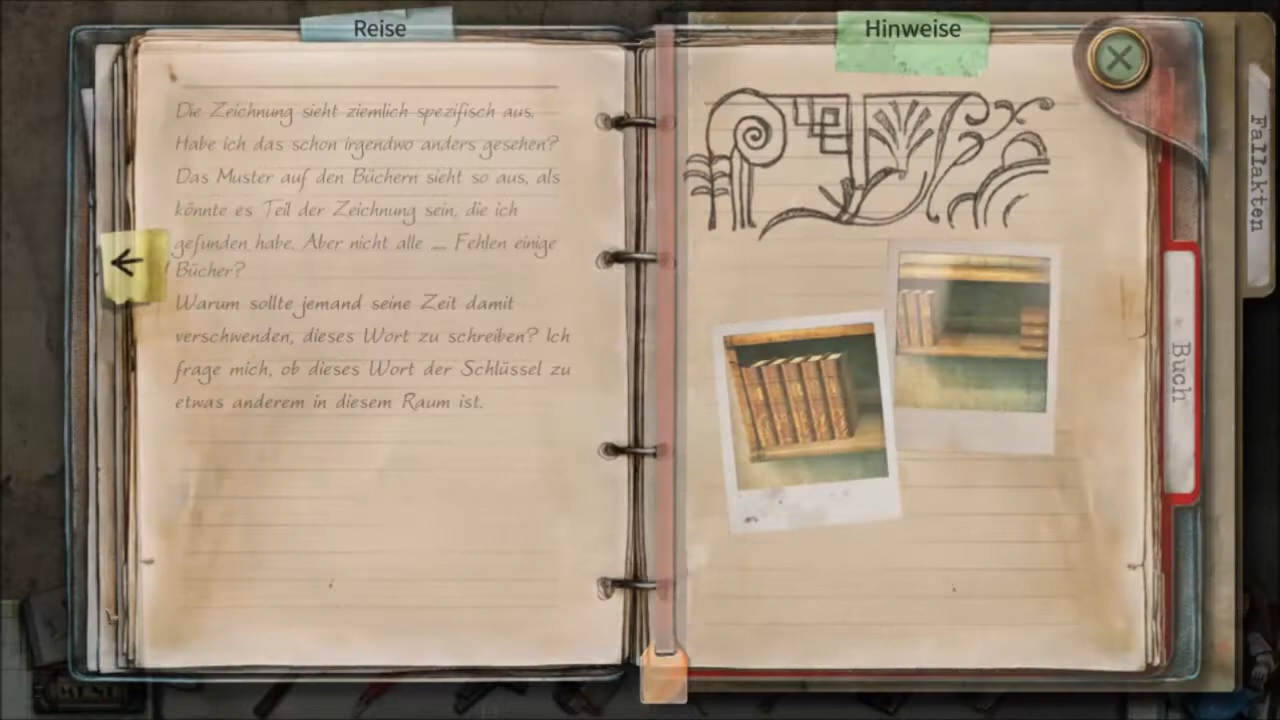 Reise
Die Zeichnung sieht ziemlich spezifisch aus.
Habe ich das schon irgendwo anders gesehen?
Das Muster auf den Büchern sieht so aus, als
könnte es Teil der Zeichnung sein, die ich
gefunden habe. Aber nicht alle ... Fehlen einige
Bücher?
Warum sollte jemand seine Zeit damit
verschwenden, dieses Wort zu schreiben? Ich
frage mich, ob dieses Wort der Schlüssel zu
etwas anderem in diesem Raum ist.
Hinweise
Fallakten
Buch